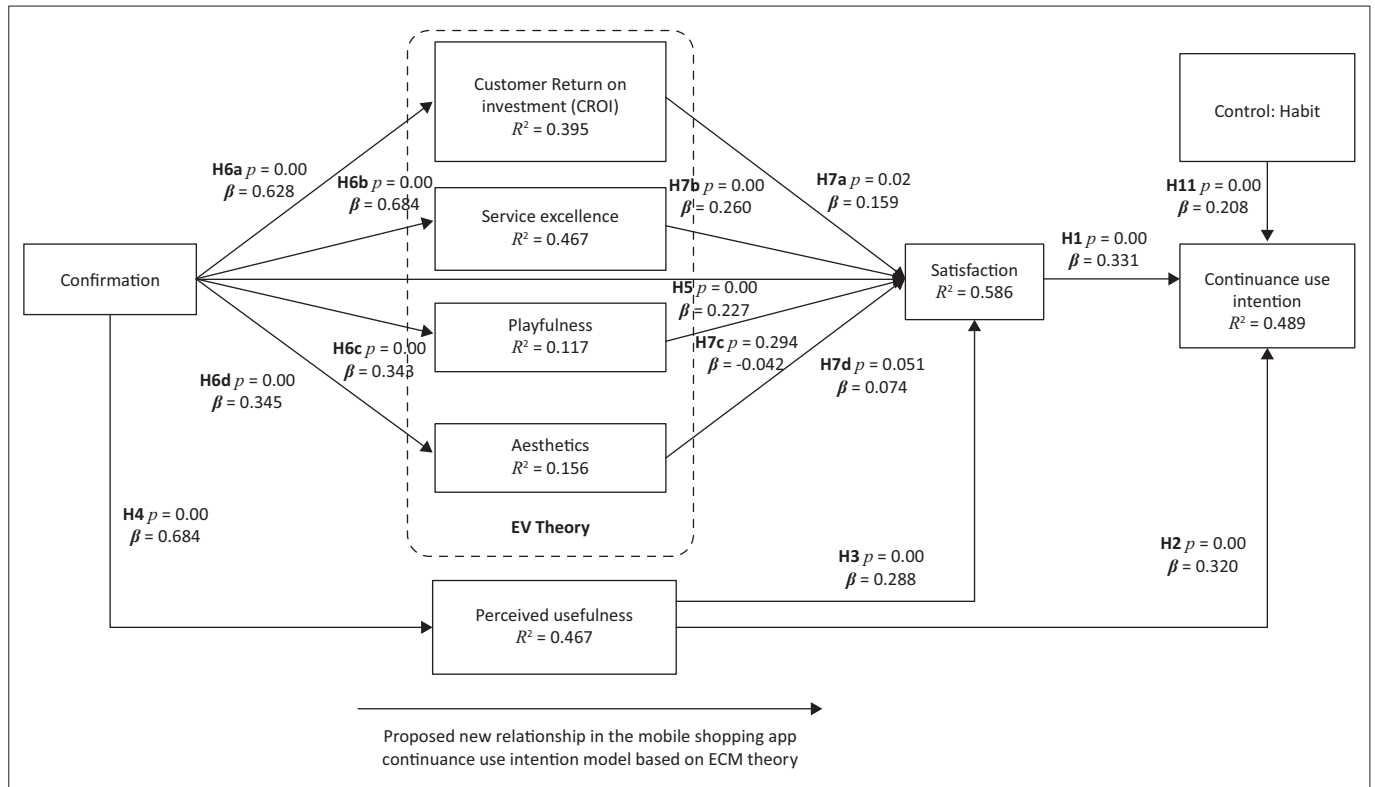 Customer Return on
investment (CROI)
R² = 0.395
Control: Habit
H6a p = 0.00
β = 0.628
H6b p = 0.00
β = 0.684
H7b p = 0.00
β = 0.260
H7a p = 0.02
β = 0.159
H11 p = 0.00
β = 0.208
Service excellence
R² = 0.467
Confirmation
Satisfaction
R² = 0.586
H1 p = 0.00
β = 0.331
Continuance use
intention
R² = 0.489
H5 p = 0.00
β = 0.227
Playfulness
R² = 0.117
H6c p = 0.00
β = 0.343
H7c p = 0.294
β = -0.042
H7d p = 0.051
β = 0.074
H6d p = 0.00
β = 0.345
Aesthetics
R² = 0.156
EV Theory
H4 p = 0.00
β = 0.684
H3 p = 0.00
β = 0.288
H2 p = 0.00
β = 0.320
Perceived usefulness
R² = 0.467
Proposed new relationship in the mobile shopping app
continuance use intention model based on ECM theory